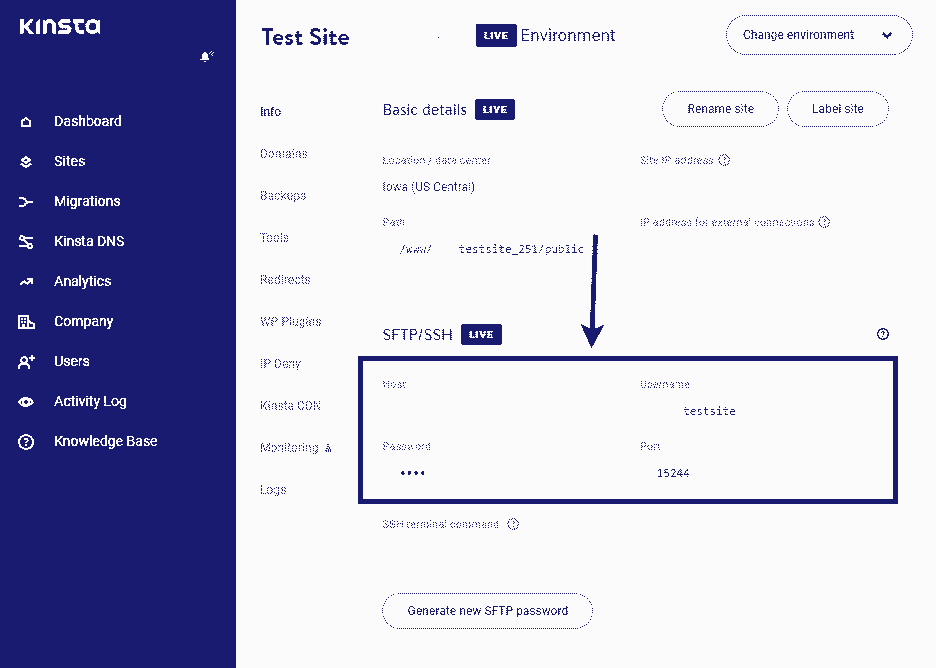 KINSTA
Test Site
LIVE Environment
Change environment
Dashboard
Sites
Migrations
Kinsta DNS
Analytics
Company
Users
Activity Log
Knowledge Base
Info
Domains
Backups
Tools
Redirects
WP Plugins
IP Deny
Kinsta CDN
Monitoring
Logs
Basic details LIVE
Rename site
Label site
Location / data center
Site IP address
Iowa (US Central)
Path
IP address for external connections
/www/ testsite_251/public
SFTP/SSH LIVE
Host
Username
testsite
Password
Port
••••
15244
SSH terminal command
Generate new SFTP password